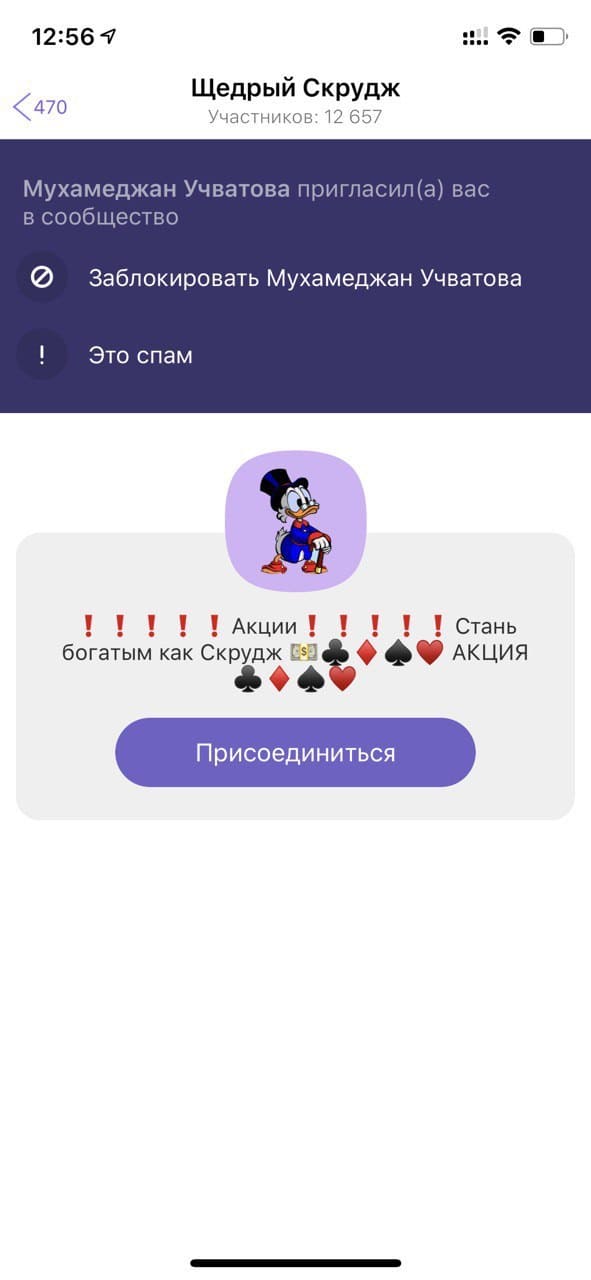 12:56
Щедрый Скрудж
470
Участников: 12 657
Мухамеджан Учватова пригласил(а) вас
в сообщество
Заблокировать Мухамеджан Учватова
! Это спам
❗❗❗❗❗Акции❗❗❗❗❗Стань
богатым как Скрудж 💵♣️♦️♠️❤️ АКЦИЯ
♣️♦️♠️❤️
Присоединиться